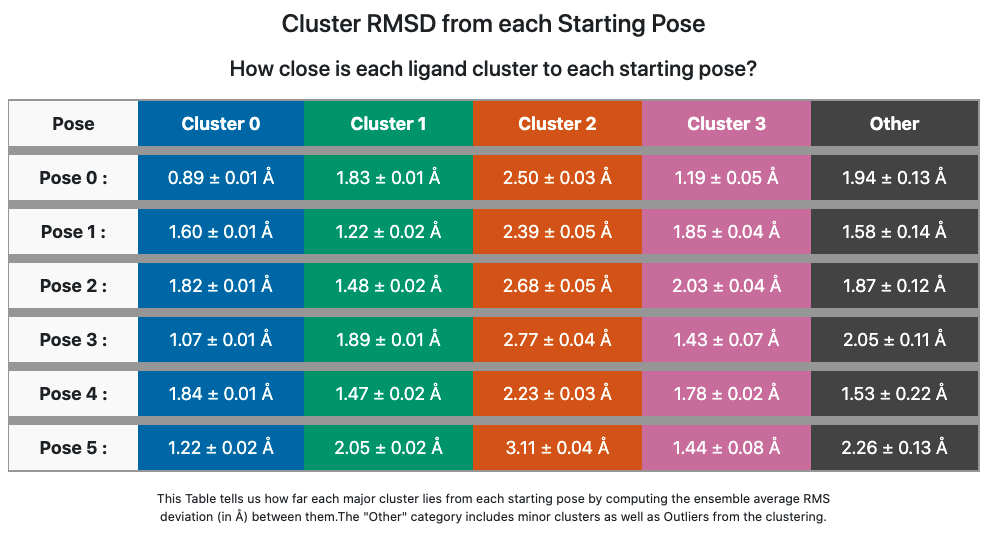 Cluster RMSD from each Starting Pose
How close is each ligand cluster to each starting pose?
Pose Cluster 0 Cluster 1 Cluster 2 Cluster 3 Other
Pose 0 : 0.89 ± 0.01 Å 1.83 ± 0.01 Å 2.50 ± 0.03 Å 1.19 ± 0.05 Å 1.94 ± 0.13 Å
Pose 1 : 1.60 ± 0.01 Å 1.22 ± 0.02 Å 2.39 ± 0.05 Å 1.85 ± 0.04 Å 1.58 ± 0.14 Å
Pose 2 : 1.82 ± 0.01 Å 1.48 ± 0.02 Å 2.68 ± 0.05 Å 2.03 ± 0.04 Å 1.87 ± 0.12 Å
Pose 3 : 1.07 ± 0.01 Å 1.89 ± 0.01 Å 2.77 ± 0.04 Å 1.43 ± 0.07 Å 2.05 ± 0.11 Å
Pose 4 : 1.84 ± 0.01 Å 1.47 ± 0.02 Å 2.23 ± 0.03 Å 1.78 ± 0.02 Å 1.53 ± 0.22 Å
Pose 5 : 1.22 ± 0.02 Å 2.05 ± 0.02 Å 3.11 ± 0.04 Å 1.44 ± 0.08 Å 2.26 ± 0.13 Å
This Table tells us how far each major cluster lies from each starting pose by computing the ensemble average RMS
deviation (in Å) between them.The "Other" category includes minor clusters as well as Outliers from the clustering.